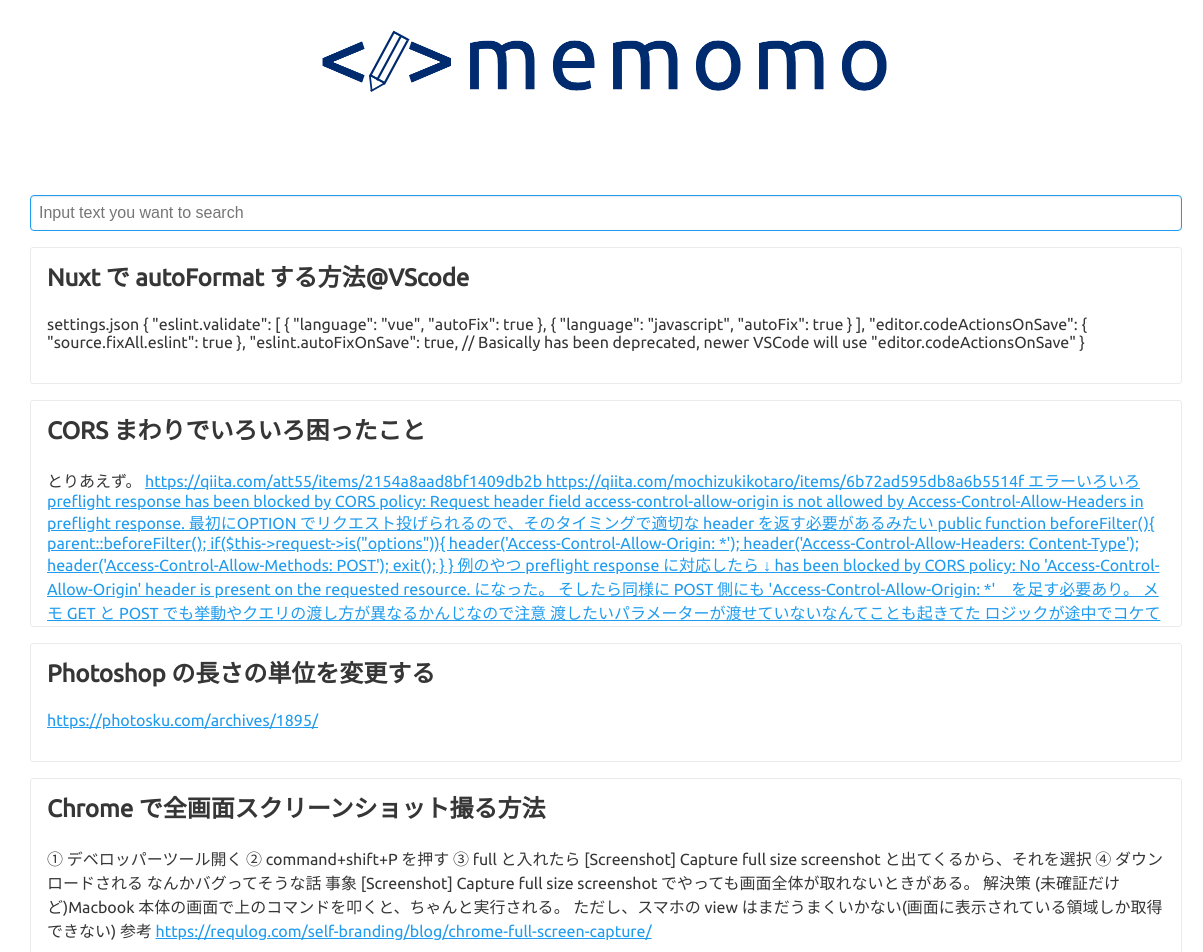 </> memomo
Input text you want to search
Nuxt で autoFormat する方法@VScode
settings.json { "eslint.validate": [ { "language": "vue", "autoFix": true }, { "language": "javascript", "autoFix": true } ], "editor.codeActionsOnSave": {
"source.fixAll.eslint": true }, "eslint.autoFixOnSave": true, // Basically has been deprecated, newer VSCode will use "editor.codeActionsOnSave" }
CORS まわりでいろいろ困ったこと
とりあえず。 https://qiita.com/att55/items/2154a8aad8bf1409db2b https://qiita.com/mochizukikotaro/items/6b72ad595db8a6b5514f エラーいろいろ
preflight response has been blocked by CORS policy: Request header field access-control-allow-origin is not allowed by Access-Control-Allow-Headers in
preflight response. 最初にOPTION でリクエスト投げられるので、そのタイミングで適切な header を返す必要があるみたい public function beforeFilter(){
parent::beforeFilter(); if($this->request->is("options")){ header('Access-Control-Allow-Origin: *'); header('Access-Control-Allow-Headers: Content-Type');
header('Access-Control-Allow-Methods: POST'); exit(); } } 例のやつ preflight response に対応したら ↓ has been blocked by CORS policy: No 'Access-Control-
Allow-Origin' header is present on the requested resource. になった。 そしたら同様に POST 側にも 'Access-Control-Allow-Origin: *'　を足す必要あり。 メ
モ GET と POST でも挙動やクエリの渡し方が異なるかんじなので注意 渡したいパラメーターが渡せていないなんてことも起きてた ロジックが途中でコケて
Photoshop の長さの単位を変更する
https://photosku.com/archives/1895/
Chrome で全画面スクリーンショット撮る方法
① デベロッパーツール開く ② command+shift+P を押す ③ full と入れたら [Screenshot] Capture full size screenshot と出てくるから、それを選択 ④ ダウン
ロードされる なんかバグってそうな話 事象 [Screenshot] Capture full size screenshot でやっても画面全体が取れないときがある。 解決策 (未確証だけ
ど)Macbook 本体の画面で上のコマンドを叩くと、ちゃんと実行される。 ただし、スマホの view はまだうまくいかない(画面に表示されている領域しか取得
できない) 参考 https://requlog.com/self-branding/blog/chrome-full-screen-capture/